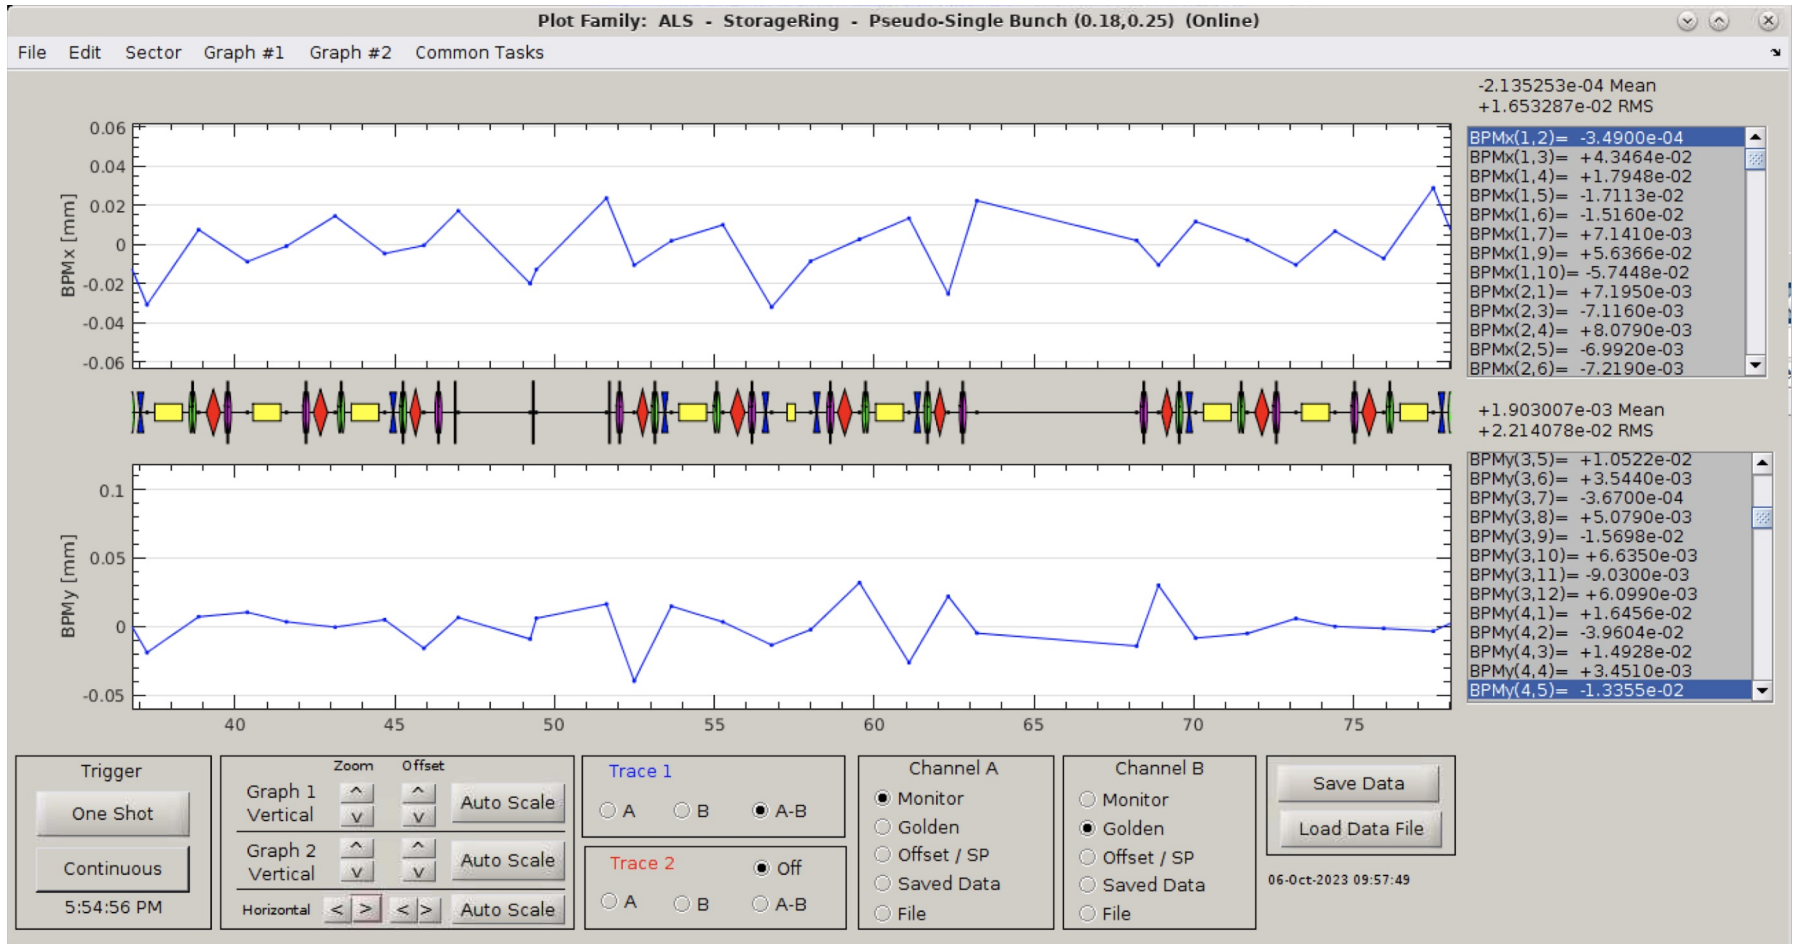 Plot Family: ALS - StorageRing - Pseudo-Single Bunch (0.18,0.25) (Online)
File Edit Sector Graph #1 Graph #2 Common Tasks
-2.135253e-04 Mean
+1.653287e-02 RMS
BPMx [mm]
0.06
0.04
0.02
0
-0.02
-0.04
-0.06
40 45 50 55 60 65 70 75
BPMx(1,2)= -3.4900e-04
BPMx(1,3)= +4.3464e-02
BPMx(1,4)= +1.7948e-02
BPMx(1,5)= -1.7113e-02
BPMx(1,6)= -1.5160e-02
BPMx(1,7)= +7.1410e-03
BPMx(1,9)= +5.6366e-02
BPMx(1,10)= -5.7448e-02
BPMx(2,1)= +7.1950e-03
BPMx(2,3)= -7.1160e-03
BPMx(2,4)= +8.0790e-03
BPMx(2,5)= -6.9920e-03
BPMx(2,6)= -7.2190e-03
+1.903007e-03 Mean
+2.214078e-02 RMS
BPMy [mm]
0.1
0.05
0
-0.05
40 45 50 55 60 65 70 75
BPMy(3,5)= +1.0522e-02
BPMy(3,6)= +3.5440e-03
BPMy(3,7)= -3.6700e-04
BPMy(3,8)= +5.0790e-03
BPMy(3,9)= -1.5698e-02
BPMy(3,10)= +6.6350e-03
BPMy(3,11)= -9.0300e-03
BPMy(3,12)= +6.0990e-03
BPMy(4,1)= +1.6456e-02
BPMy(4,2)= -3.9604e-02
BPMy(4,3)= +1.4928e-02
BPMy(4,4)= +3.4510e-03
BPMy(4,5)= -1.3355e-02
Trigger
One Shot
Continuous
5:54:56 PM
Zoom Offset
Graph 1
Vertical
^ ^
v v
Auto Scale
Graph 2
Vertical
^ ^
v v
Auto Scale
Horizontal < > < > Auto Scale
Trace 1
A B A-B
Trace 2 Off
A B A-B
Channel A
Monitor
Golden
Offset / SP
Saved Data
File
Channel B
Monitor
Golden
Offset / SP
Saved Data
File
Save Data
Load Data File
06-Oct-2023 09:57:49